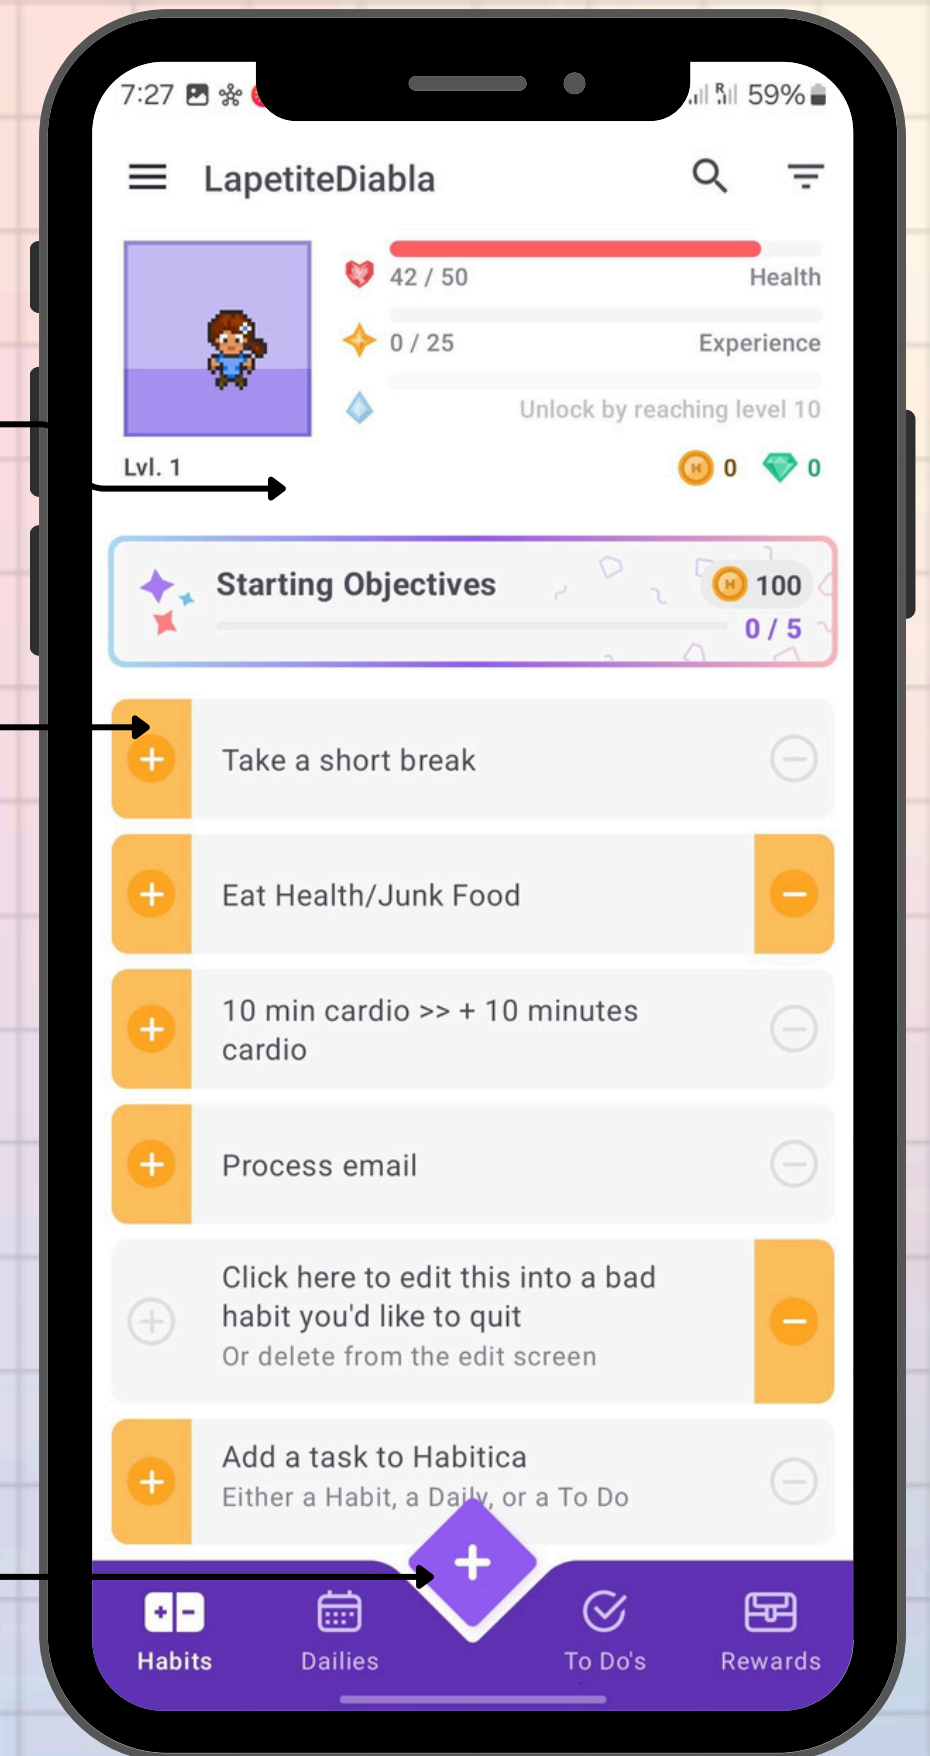 7:27
59%
LapetiteDiabla
42 / 50
Health
0 / 25
Experience
Unlock by reaching level 10
Lvl. 1
0
0
Starting Objectives
100
0 / 5
Take a short break
Eat Health/Junk Food
10 min cardio >> + 10 minutes
cardio
Process email
Click here to edit this into a bad
habit you'd like to quit
Or delete from the edit screen
Add a task to Habitica
Either a Habit, a Daily, or a To Do
Habits
Dailies
To Do's
Rewards